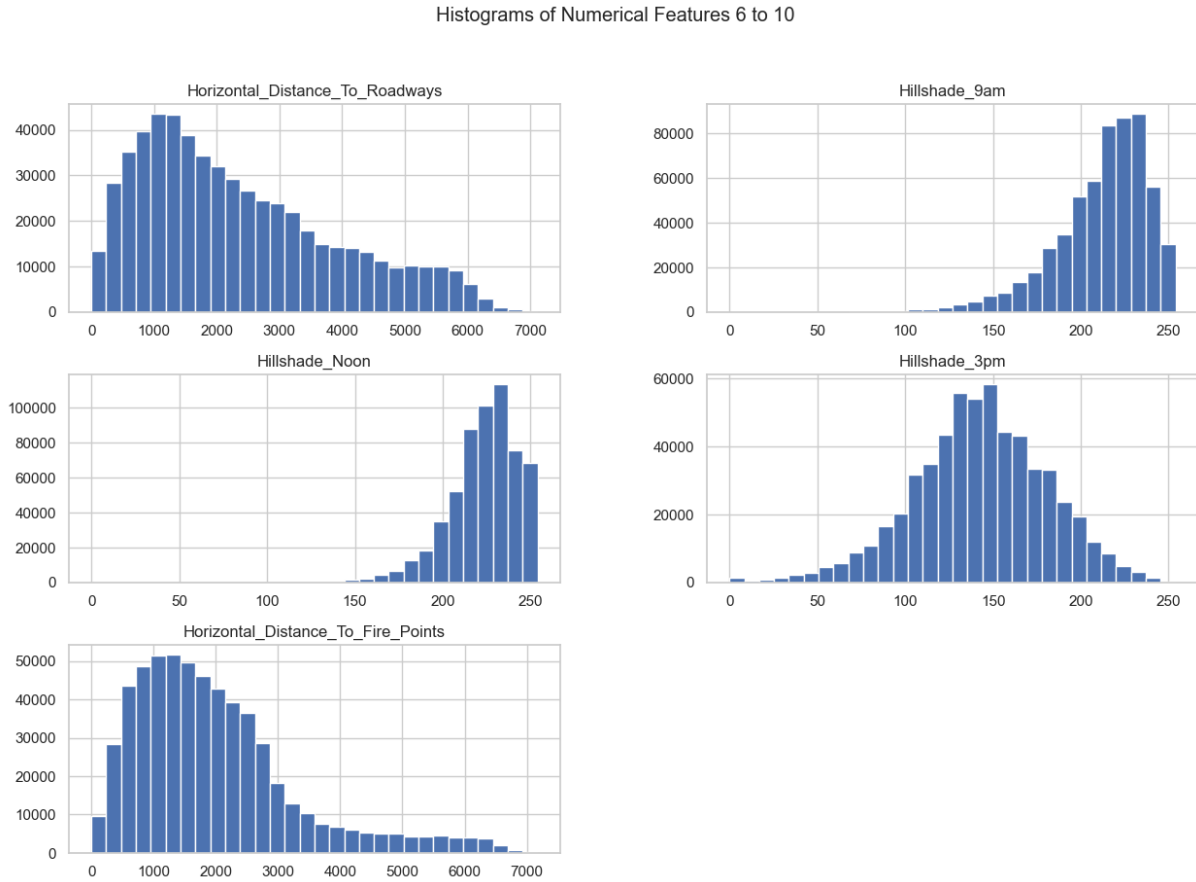 Histograms of Numerical Features 6 to 10
Horizontal_Distance_To_Roadways
40000
30000
20000
10000
0
0 1000 2000 3000 4000 5000 6000 7000
Hillshade_9am
80000
60000
40000
20000
0
0 50 100 150 200 250
Hillshade_Noon
100000
80000
60000
40000
20000
0
0 50 100 150 200 250
Hillshade_3pm
60000
40000
20000
0
0 50 100 150 200 250
Horizontal_Distance_To_Fire_Points
50000
40000
30000
20000
10000
0
0 1000 2000 3000 4000 5000 6000 7000